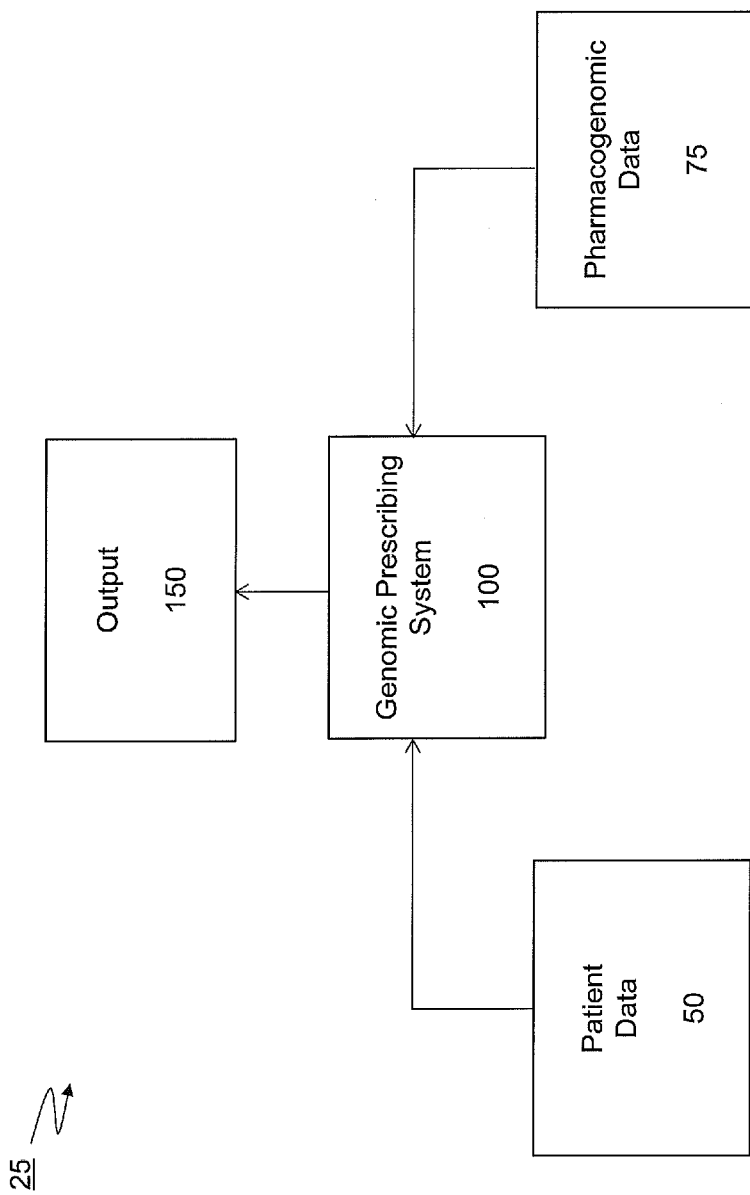 25
Output
150
Genomic Prescribing
System
100
Patient
Data
50
Pharmacogenomic
Data
75